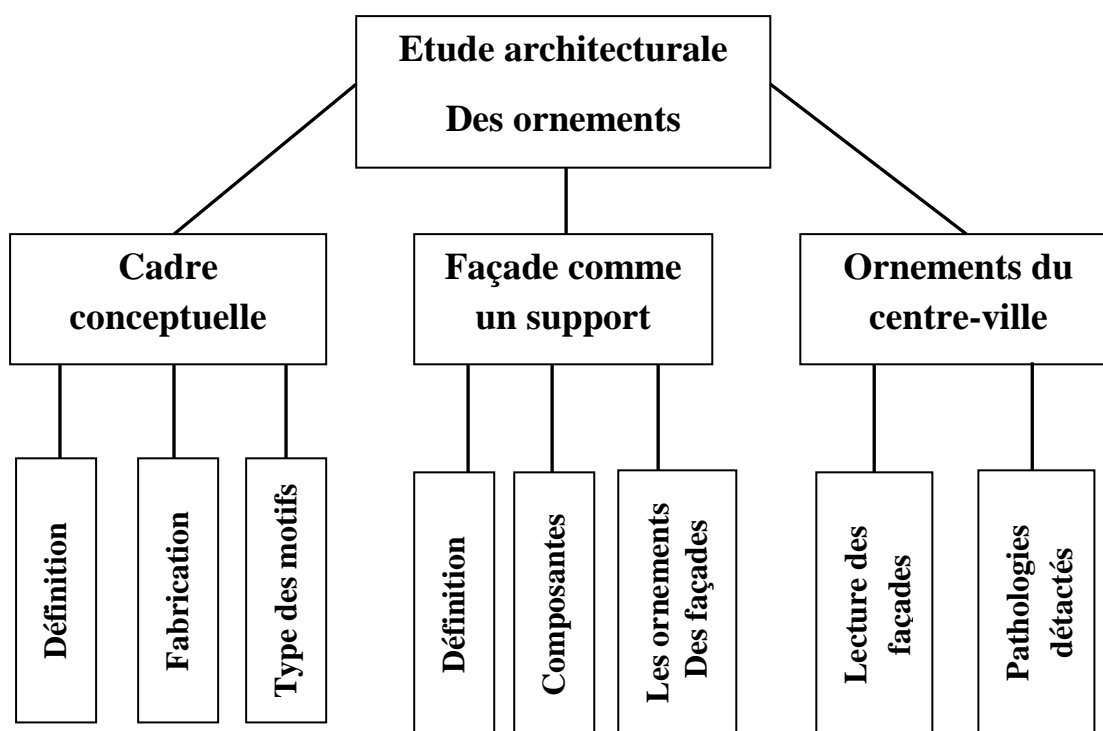 Etude architecturale
Des ornements
Cadre
conceptuelle
Façade comme
un support
Ornements du
centre-ville
Définition
Fabrication
Type des motifs
Définition
Composantes
Les ornements
Des façades
Lecture des
façades
Pathologies
détactés